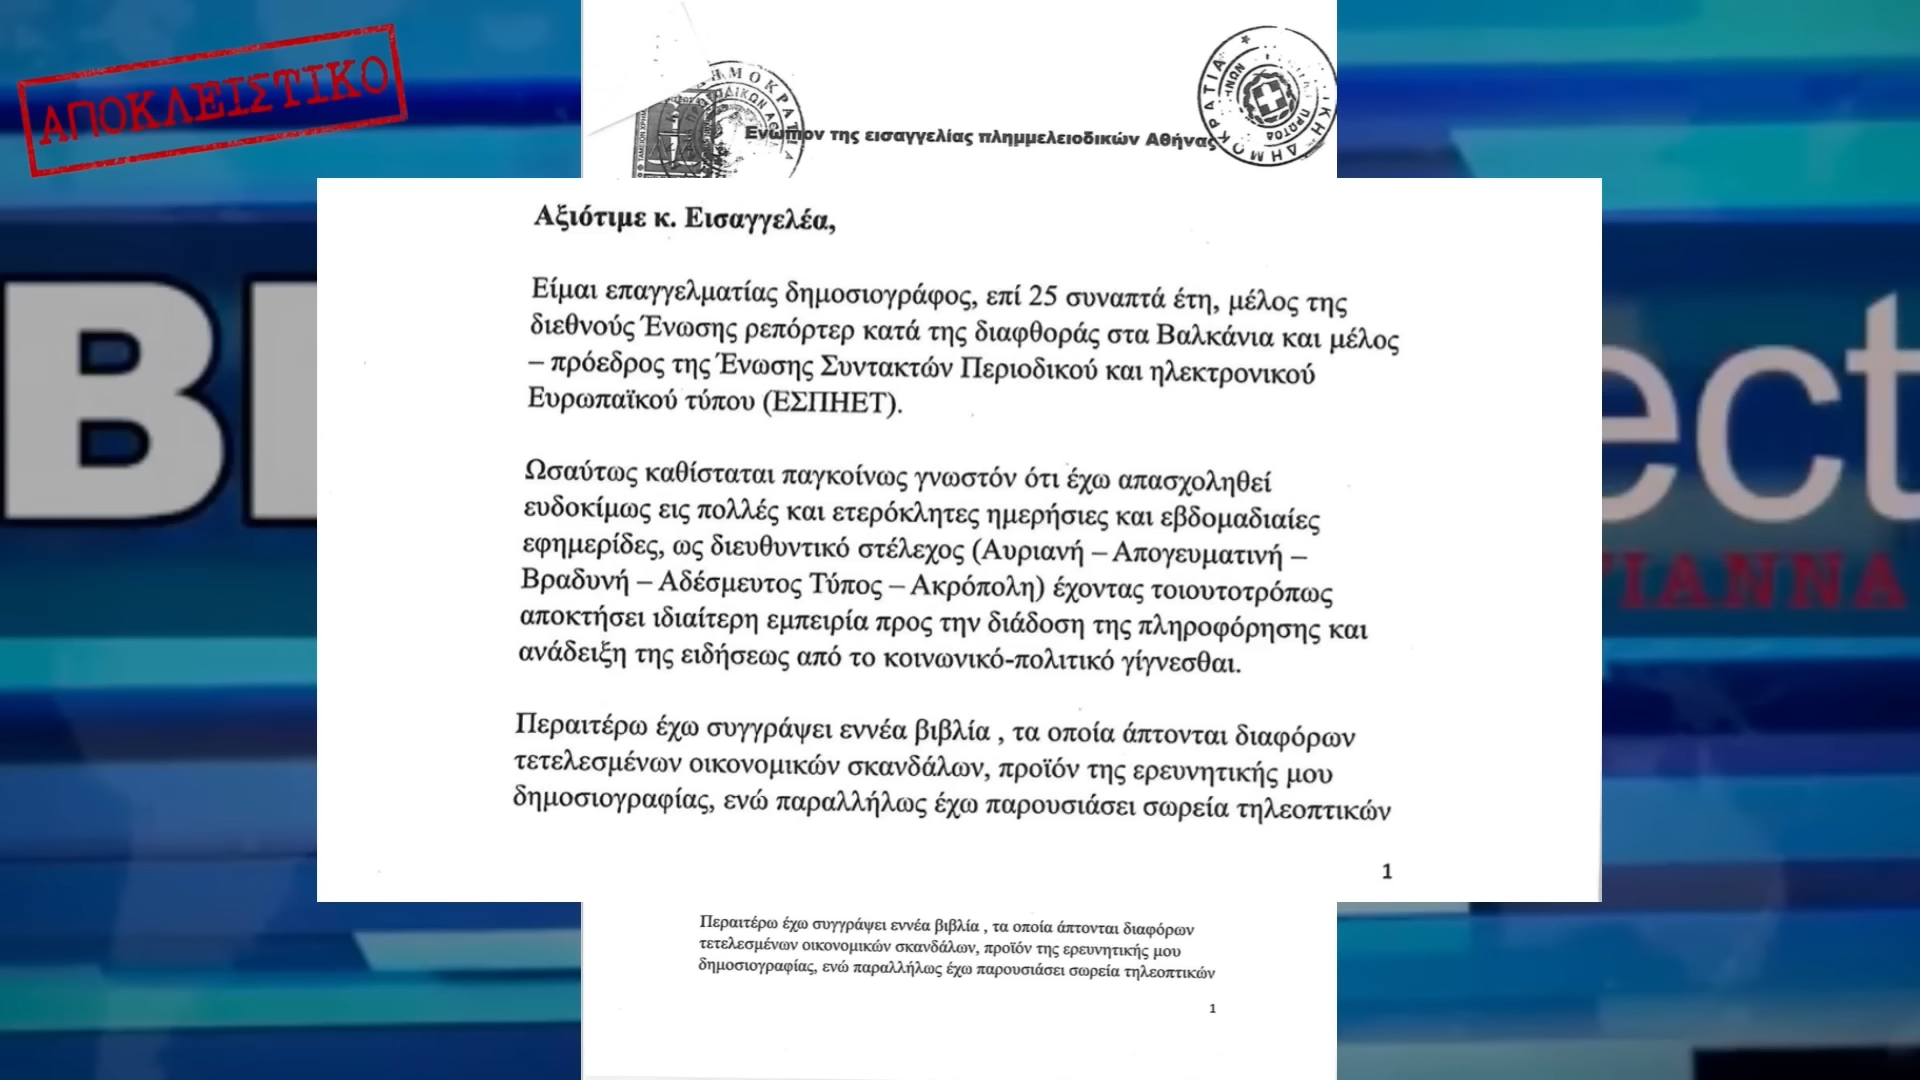 ΑΠΟΚΛΕΙΣΤΙΚΟ
Ενώπιον της εισαγγελίας πλημμελειοδικών Αθήνας
Αξιότιμε κ. Εισαγγελέα,
Είμαι επαγγελματίας δημοσιογράφος, επί 25 συναπτά έτη, μέλος της
διεθνούς Ένωσης ρεπόρτερ κατά της διαφθοράς στα Βαλκάνια και μέλος
– πρόεδρος της Ένωσης Συντακτών Περιοδικού και ηλεκτρονικού
Ευρωπαϊκού τύπου (ΕΣΠΗΕΤ).
Ωσαύτως καθίσταται παγκοίνως γνωστόν ότι έχω απασχοληθεί
ευδοκίμως εις πολλές και ετερόκλητες ημερήσιες και εβδομαδιαίες
εφημερίδες, ως διευθυντικό στέλεχος (Αυριανή – Απογευματινή –
Βραδυνή – Αδέσμευτος Τύπος – Ακρόπολη) έχοντας τοιουτοτρόπως
αποκτήσει ιδιαίτερη εμπειρία προς την διάδοση της πληροφόρησης και
ανάδειξη της ειδήσεως από το κοινωνικό-πολιτικό γίγνεσθαι.
Περαιτέρω έχω συγγράψει εννέα βιβλία , τα οποία άπτονται διαφόρων
τετελεσμένων οικονομικών σκανδάλων, προϊόν της ερευνητικής μου
δημοσιογραφίας, ενώ παραλλήλως έχω παρουσιάσει σωρεία τηλεοπτικών
1
Περαιτέρω έχω συγγράψει εννέα βιβλία , τα οποία άπτονται διαφόρων
τετελεσμένων οικονομικών σκανδάλων, προϊόν της ερευνητικής μου
δημοσιογραφίας, ενώ παραλλήλως έχω παρουσιάσει σωρεία τηλεοπτικών
1
ect
ΓΙΑΝΝΑ